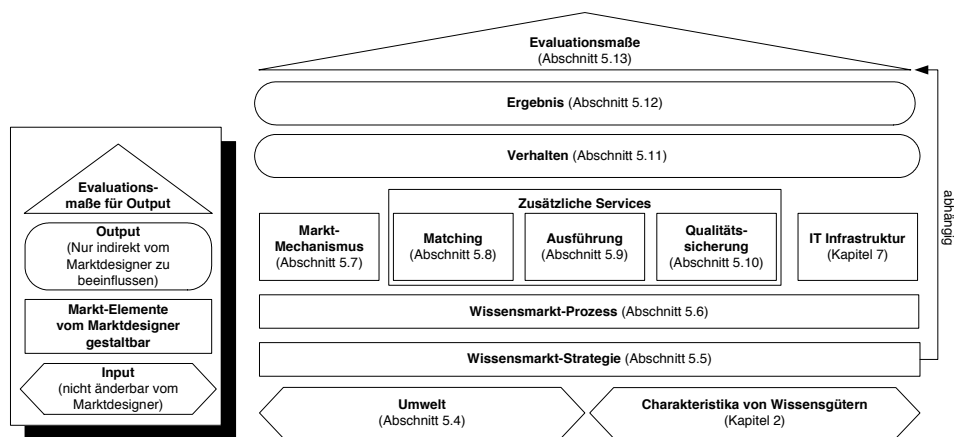 Evaluationsmaße
(Abschnitt 5.13)
Ergebnis (Abschnitt 5.12)
Verhalten (Abschnitt 5.11)
Zusätzliche Services
Markt-
Mechanismus
(Abschnitt 5.7)
Matching
(Abschnitt 5.8)
Ausführung
(Abschnitt 5.9)
Qualitäts-
sicherung
(Abschnitt 5.10)
IT Infrastruktur
(Kapitel 7)
Wissensmarkt-Prozess (Abschnitt 5.6)
Wissensmarkt-Strategie (Abschnitt 5.5)
Umwelt
(Abschnitt 5.4)
Charakteristika von Wissensgütern
(Kapitel 2)
abhängig
Evaluations-
maße für Output
Output
(Nur indirekt vom
Marktdesigner zu
beeinflussen)
Markt-Elemente
vom Marktdesigner
gestaltbar
Input
(nicht änderbar vom
Marktdesigner)